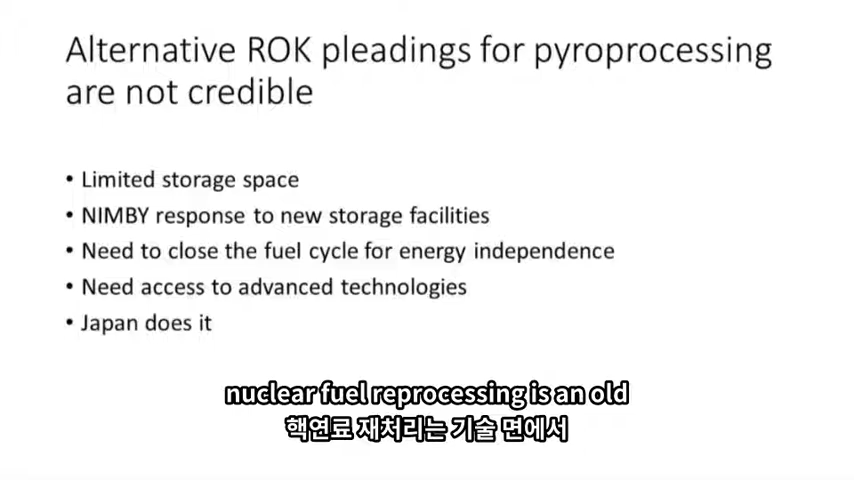 Alternative ROK pleadings for pyroprocessing
are not credible
• Limited storage space
• NIMBY response to new storage facilities
• Need to close the fuel cycle for energy independence
• Need access to advanced technologies
• Japan does it
nuclear fuel reprocessing is an old
핵연료 재처리는 기술 면에서